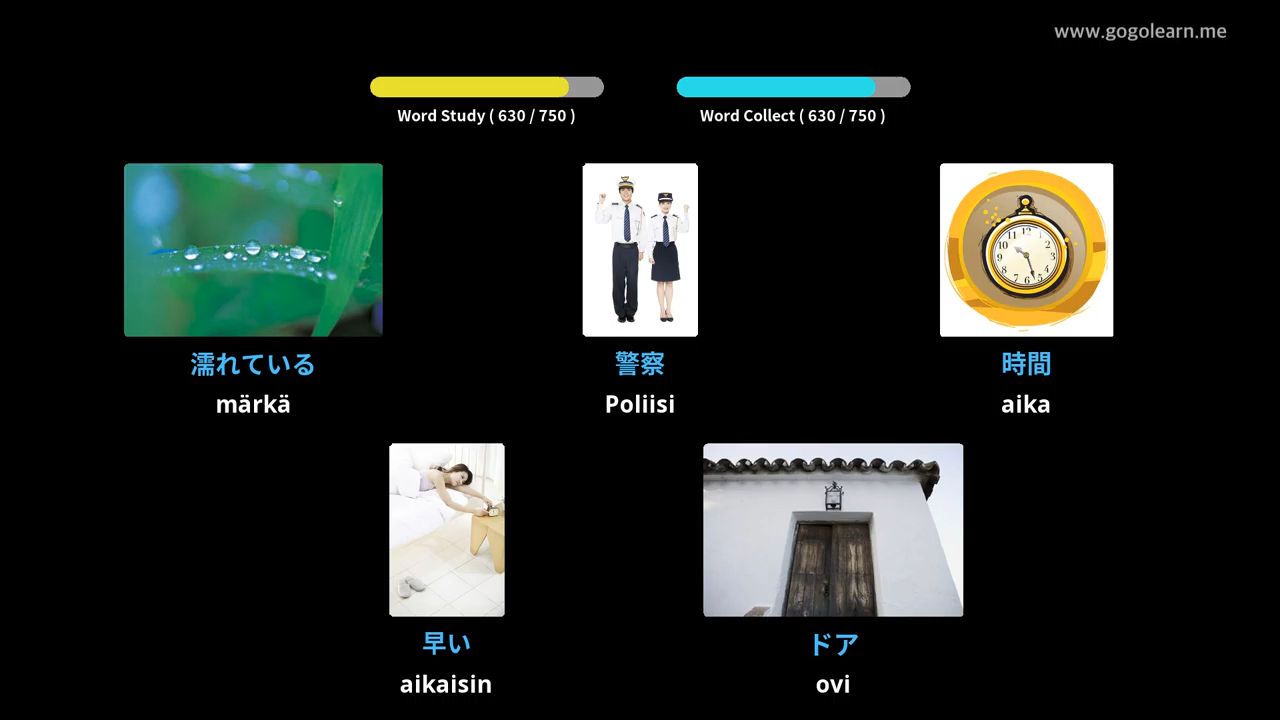 www.gogolearn.me
Word Study ( 630 / 750 )
Word Collect ( 630 / 750 )
濡れている
märkä
警察
Poliisi
時間
aika
早い
aikaisin
ドア
ovi